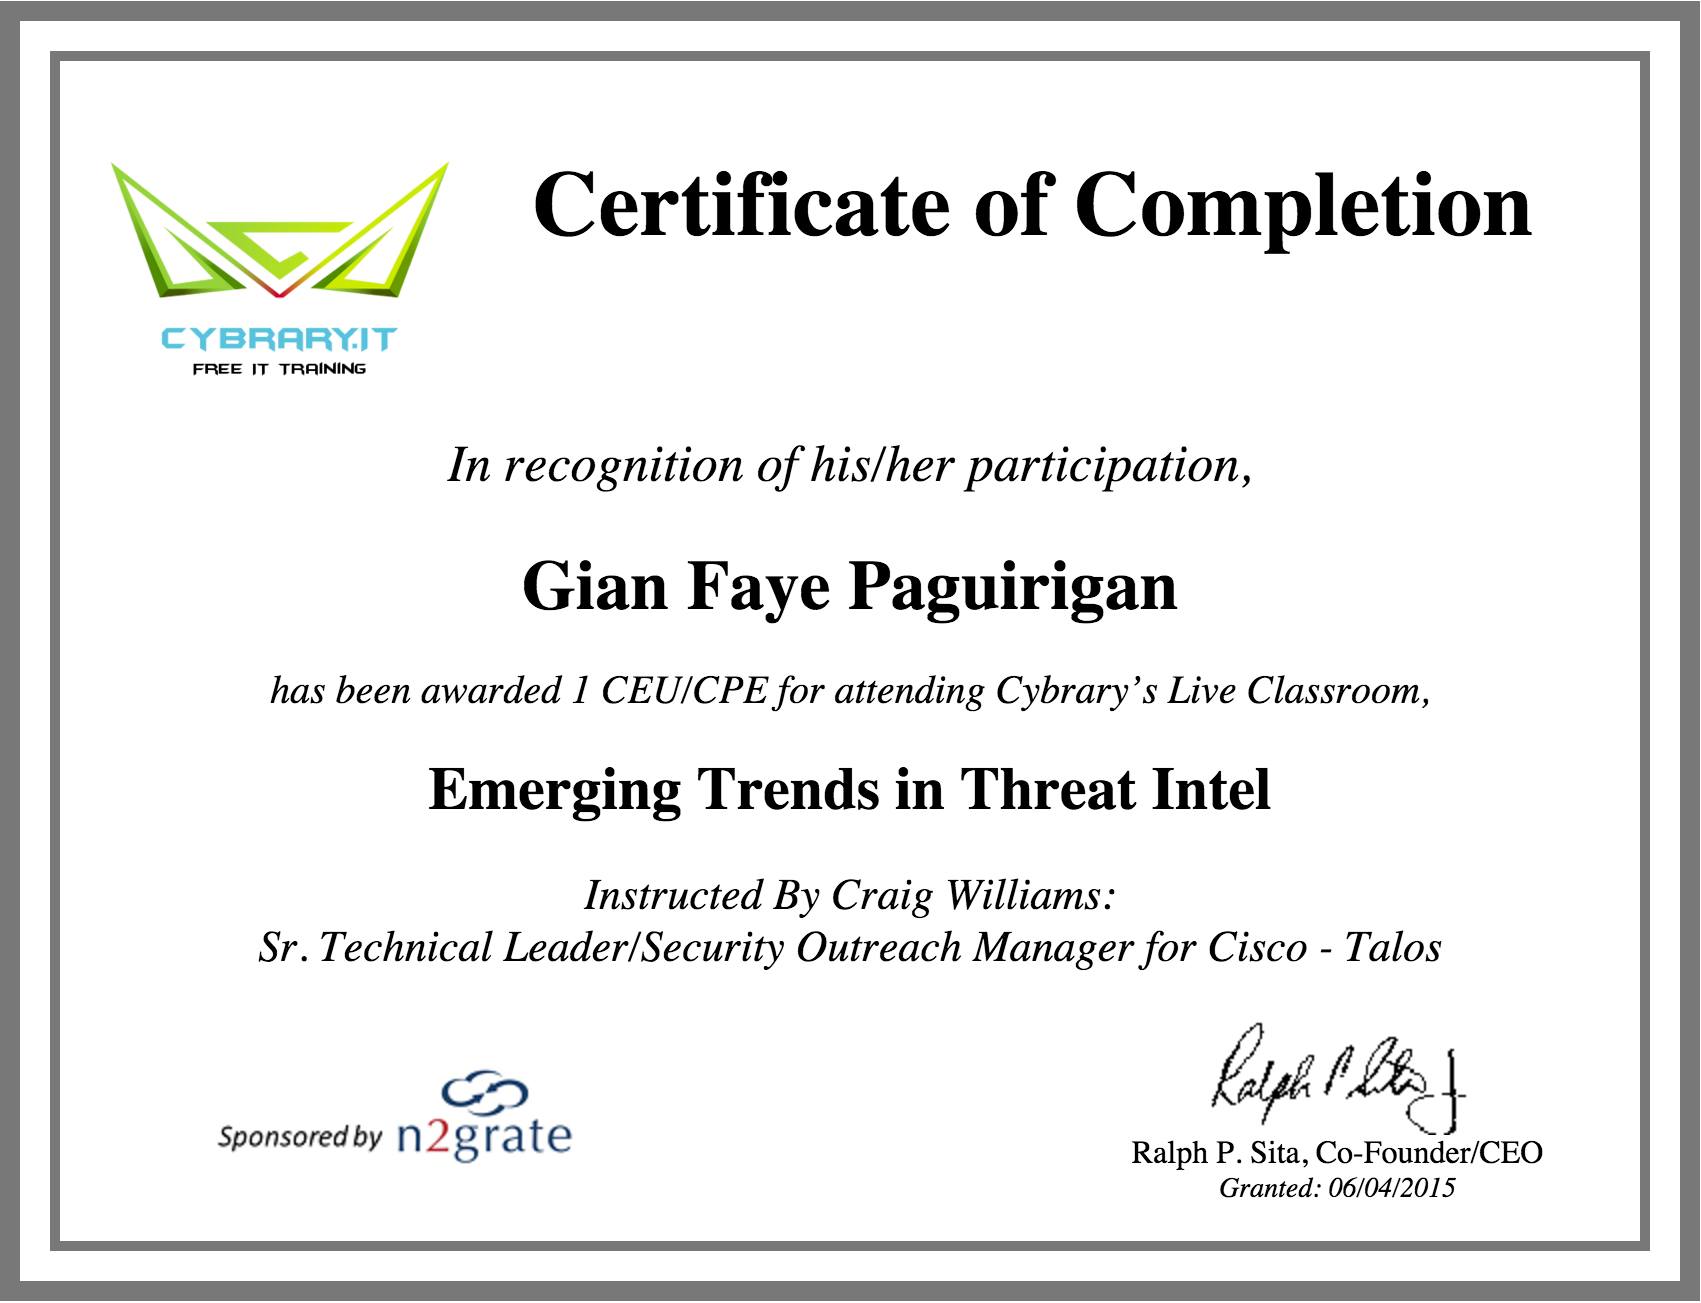 Certificate of Completion
CYBRARY.IT
FREE IT TRAINING
In recognition of his/her participation,
Gian Faye Paguirigan
has been awarded 1 CEU/CPE for attending Cybrary’s Live Classroom,
Emerging Trends in Threat Intel
Instructed By Craig Williams:
Sr. Technical Leader/Security Outreach Manager for Cisco - Talos
Sponsored by n2grate
Ralph P. Sita, Jr
Ralph P. Sita, Co-Founder/CEO
Granted: 06/04/2015